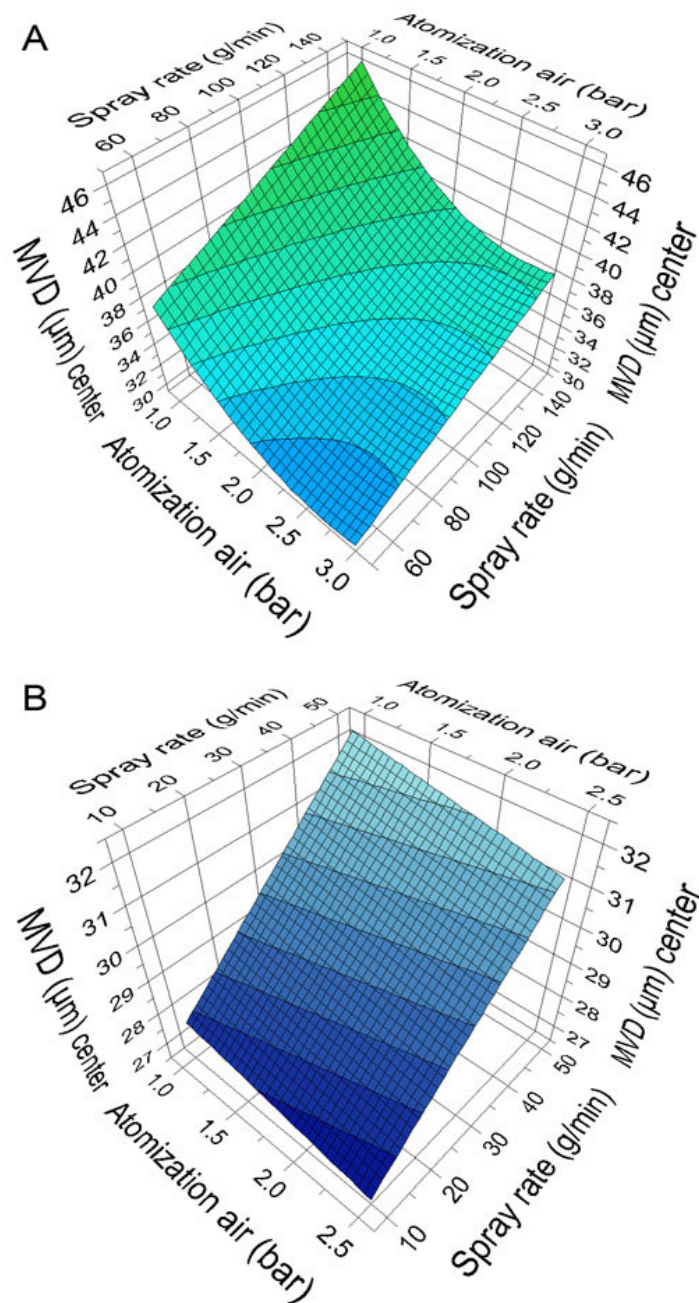 A
Spray rate (g/min)
60 80 100 120 140
Atomization air (bar)
1.0 1.5 2.0 2.5 3.0
MVD (µm) center
46
44
42
40
38
36
34
32
30
Atomization air (bar)
1.0
1.5
2.0
2.5
3.0
MVD (µm) center
46
44
42
40
38
36
34
32
30
Spray rate (g/min)
60
80
100
120
140
B
Spray rate (g/min)
10 20 30 40 50
Atomization air (bar)
1.0 1.5 2.0 2.5
MVD (µm) center
32
31
30
29
28
27
Atomization air (bar)
1.0
1.5
2.0
2.5
MVD (µm) center
32
31
30
29
28
27
Spray rate (g/min)
10
20
30
40
50